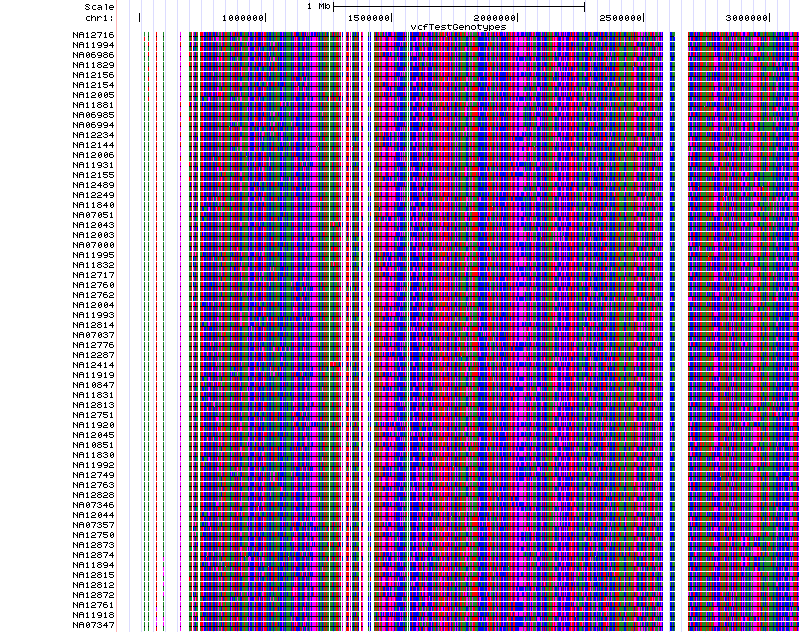 Scale 1 Mb
chr1: 1000000 1500000 2000000 2500000 3000000
vcfTestGenotypes
NA12716
NA11994
NA06986
NA11829
NA12156
NA12154
NA12005
NA11881
NA06985
NA06994
NA12234
NA12144
NA12006
NA11931
NA12155
NA12489
NA12249
NA11840
NA07051
NA12043
NA12003
NA07000
NA11995
NA11832
NA12717
NA12760
NA12762
NA12004
NA11993
NA12814
NA07037
NA12776
NA12287
NA12414
NA11919
NA10847
NA11831
NA12813
NA12751
NA11920
NA12045
NA10851
NA11830
NA11992
NA12749
NA12763
NA12828
NA07346
NA12044
NA07357
NA12750
NA12873
NA12874
NA11894
NA12815
NA12812
NA12872
NA12761
NA11918
NA07347